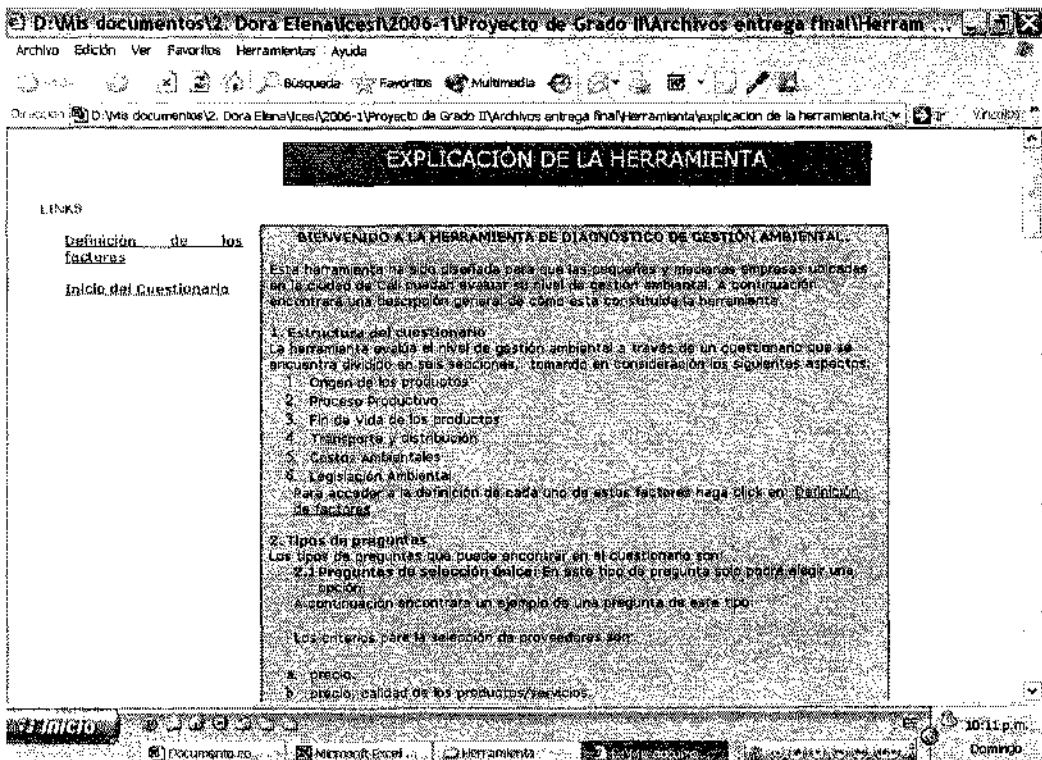 D:\Mis documentos\2. Dora Elena\Icesi\2006-1\Proyecto de Grado II\Archivos entrega final\Herram ...
Archivo Edición Ver Favoritos Herramientas Ayuda
Búsqueda Favoritos Multimedia
Dirección D:\Mis documentos\2. Dora Elena\Icesi\2006-1\Proyecto de Grado II\Archivos entrega final\Herramienta\explicacion de la herramienta.ht Ir Vínculos
EXPLICACIÓN DE LA HERRAMIENTA
LINKS
Definición de los
factores
Inicio del Cuestionario
BIENVENIDO A LA HERRAMIENTA DE DIAGNÓSTICO DE GESTIÓN AMBIENTAL.
Esta herramienta ha sido diseñada para que las pequeñas y medianas empresas ubicadas
en la ciudad de Cali puedan evaluar su nivel de gestión ambiental. A continuación
encontrará una descripción general de cómo esta constituida la herramienta.
1. Estructura del cuestionario
La herramienta evalúa el nivel de gestión ambiental a través de un cuestionario que se
encuentra dividido en seis secciones, tomando en consideración los siguientes aspectos:
1. Origen de los productos
2. Proceso Productivo
3. Fin de Vida de los productos
4. Transporte y distribución
5. Costos Ambientales
6. Legislación Ambiental
Para acceder a la definición de cada uno de estos factores haga click en: Definición
de factores
2. Tipos de preguntas
Los tipos de preguntas que puede encontrar en el cuestionario son:
2.1 Preguntas de selección única: En este tipo de pregunta solo podrá elegir una
opción.
A continuación encontrara un ejemplo de una pregunta de este tipo:
Los criterios para la selección de proveedores son:
a. precio.
b. precio, calidad de los productos/servicios.
Inicio ES 10:11 p.m.
Documento.ro... Microsoft Excel ... Herramienta Domingo